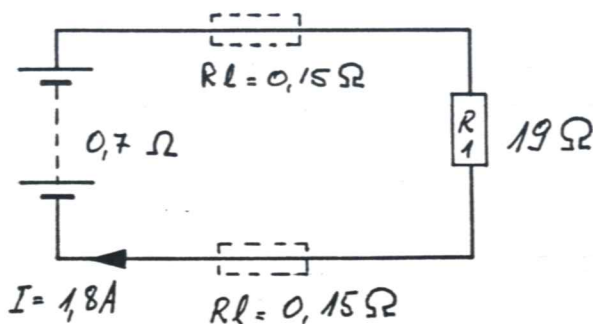 Rl = 0,15 Ω
0,7 Ω
R
1
19 Ω
I = 1,8A
Rl = 0,15 Ω